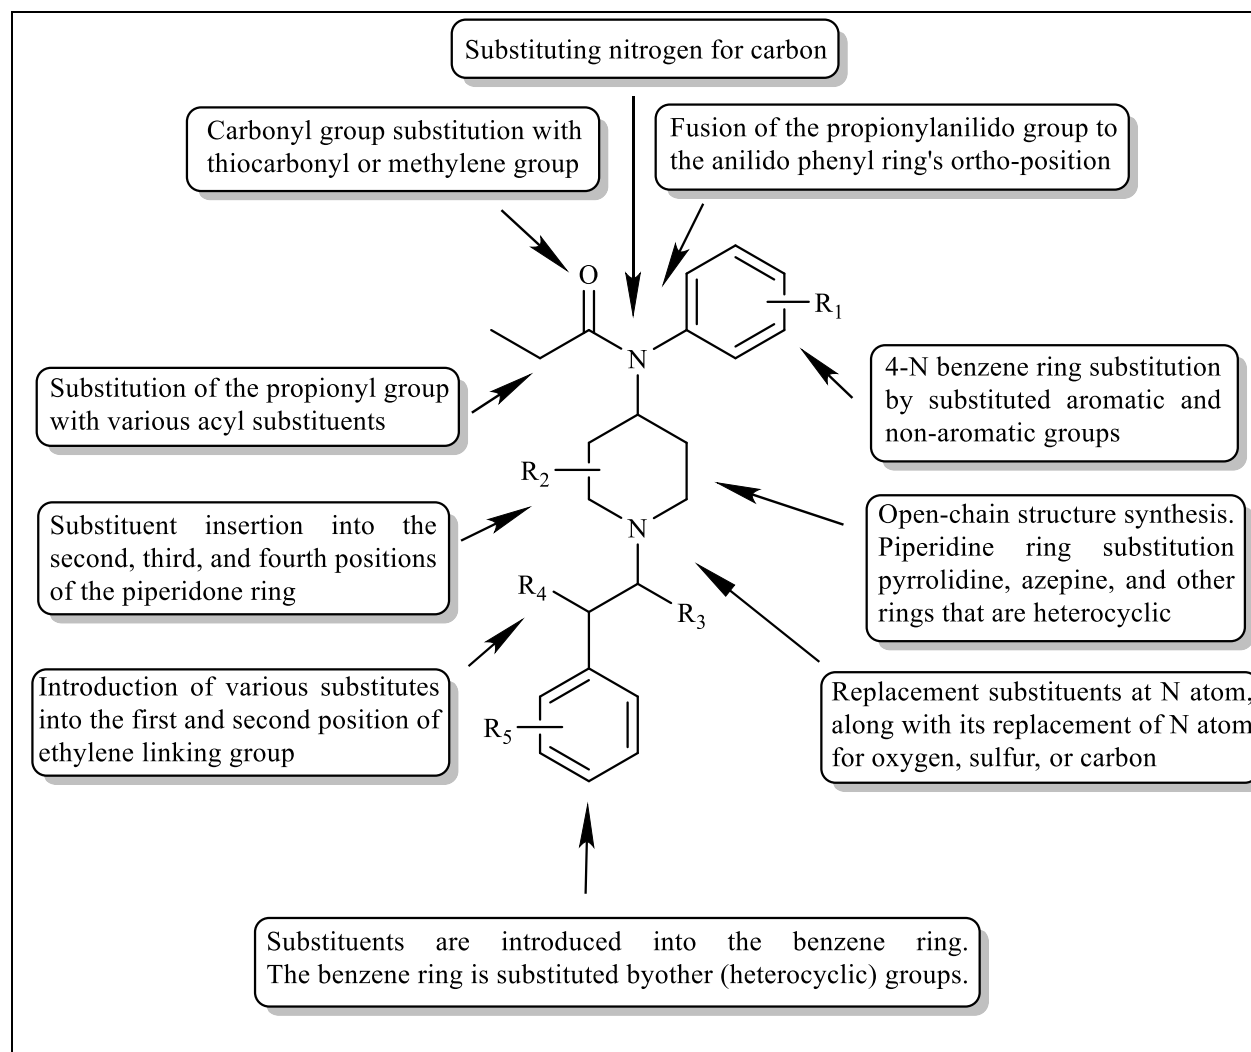 Substituting nitrogen for carbon
Carbonyl group substitution with
thiocarbonyl or methylene group
Fusion of the propionylanilido group to
the anilido phenyl ring's ortho-position
O
R1
N
Substitution of the propionyl group
with various acyl substituents
4-N benzene ring substitution
by substituted aromatic and
non-aromatic groups
R2
Substituent insertion into the
second, third, and fourth positions
of the piperidone ring
N
Open-chain structure synthesis.
Piperidine ring substitution
pyrrolidine, azepine, and other
rings that are heterocyclic
R4
R3
Introduction of various substitutes
into the first and second position of
ethylene linking group
Replacement substituents at N atom,
along with its replacement of N atom
for oxygen, sulfur, or carbon
R5
Substituents are introduced into the benzene ring.
The benzene ring is substituted byother (heterocyclic) groups.